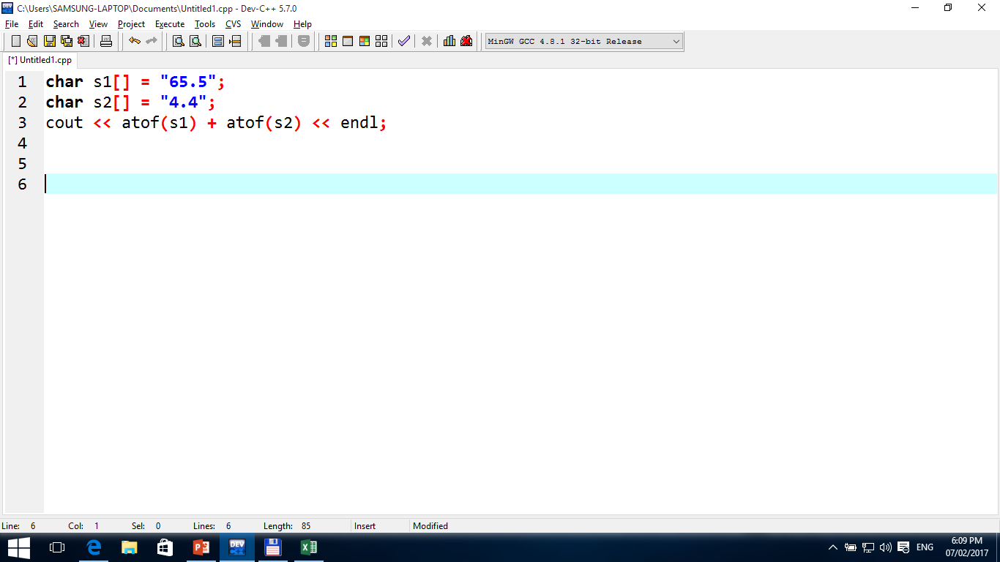 C:\Users\SAMSUNG-LAPTOP\Documents\Untitled1.cpp - Dev-C++ 5.7.0
File Edit Search View Project Execute Tools CVS Window Help
MinGW GCC 4.8.1 32-bit Release
[*] Untitled1.cpp
1 char s1[] = "65.5";
2 char s2[] = "4.4";
3 cout << atof(s1) + atof(s2) << endl;
4
5
6
Line: 6 Col: 1 Sel: 0 Lines: 6 Length: 85 Insert Modified
ENG
6:09 PM
07/02/2017